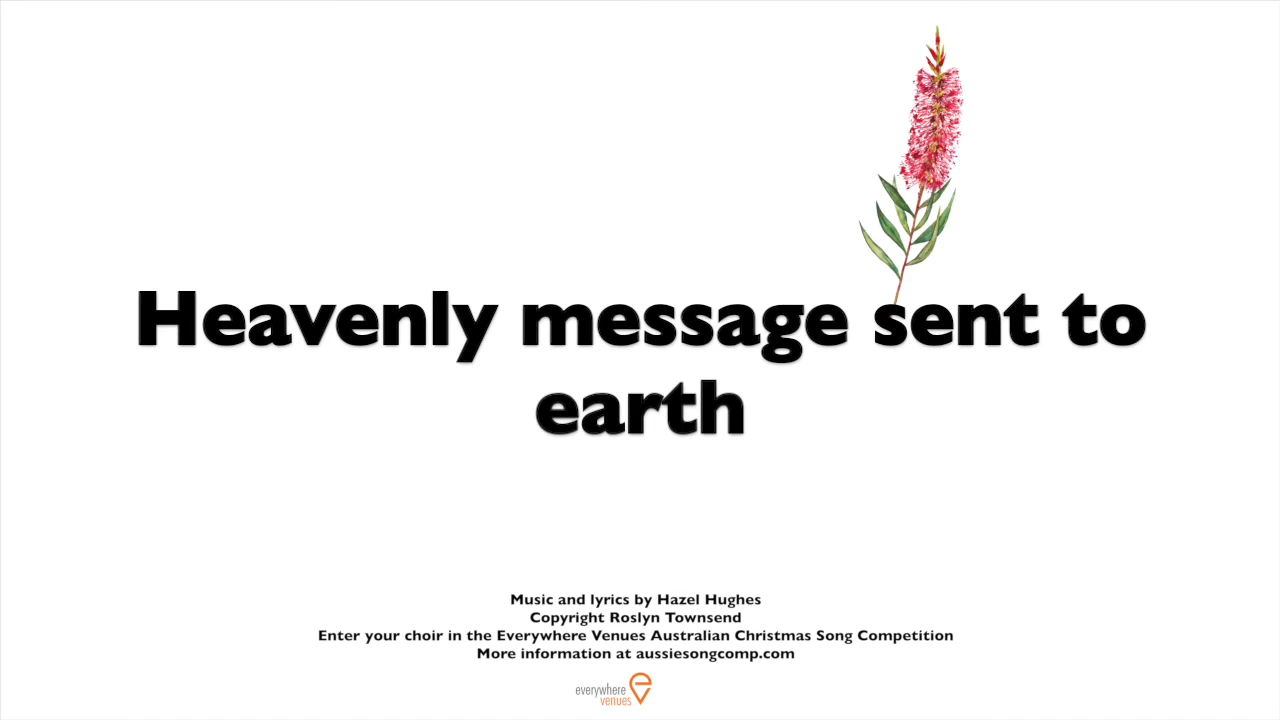 Heavenly message sent to
earth
Music and lyrics by Hazel Hughes
Copyright Roslyn Townsend
Enter your choir in the Everywhere Venues Australian Christmas Song Competition
More information at aussiesongcomp.com
everywhere
venues